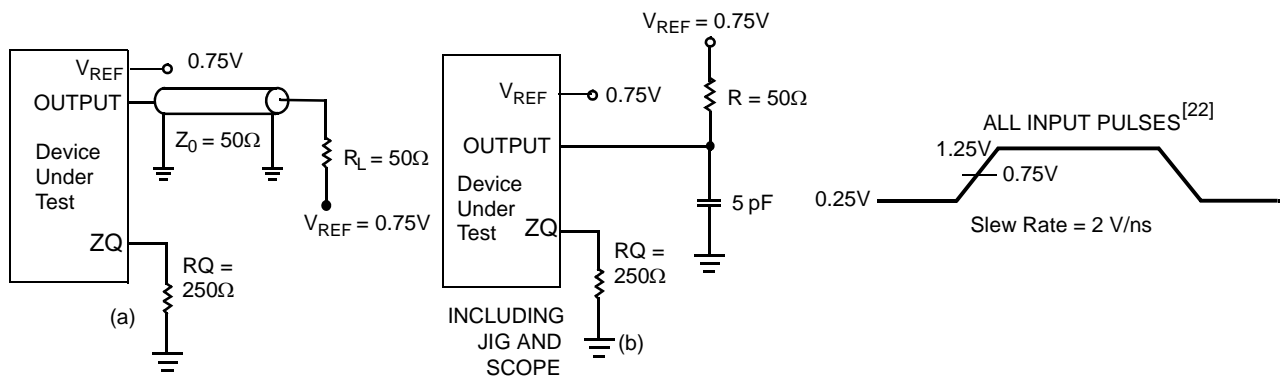 V_REF 0.75V
OUTPUT
Z_0 = 50Ω
Device
Under
Test
R_L = 50Ω
V_REF = 0.75V
ZQ
RQ =
250Ω
(a)
V_REF = 0.75V
R = 50Ω
V_REF 0.75V
OUTPUT
Device
Under
Test
5 pF
ZQ
RQ =
250Ω
INCLUDING
JIG AND
SCOPE
(b)
ALL INPUT PULSES[22]
1.25V
0.75V
0.25V
Slew Rate = 2 V/ns